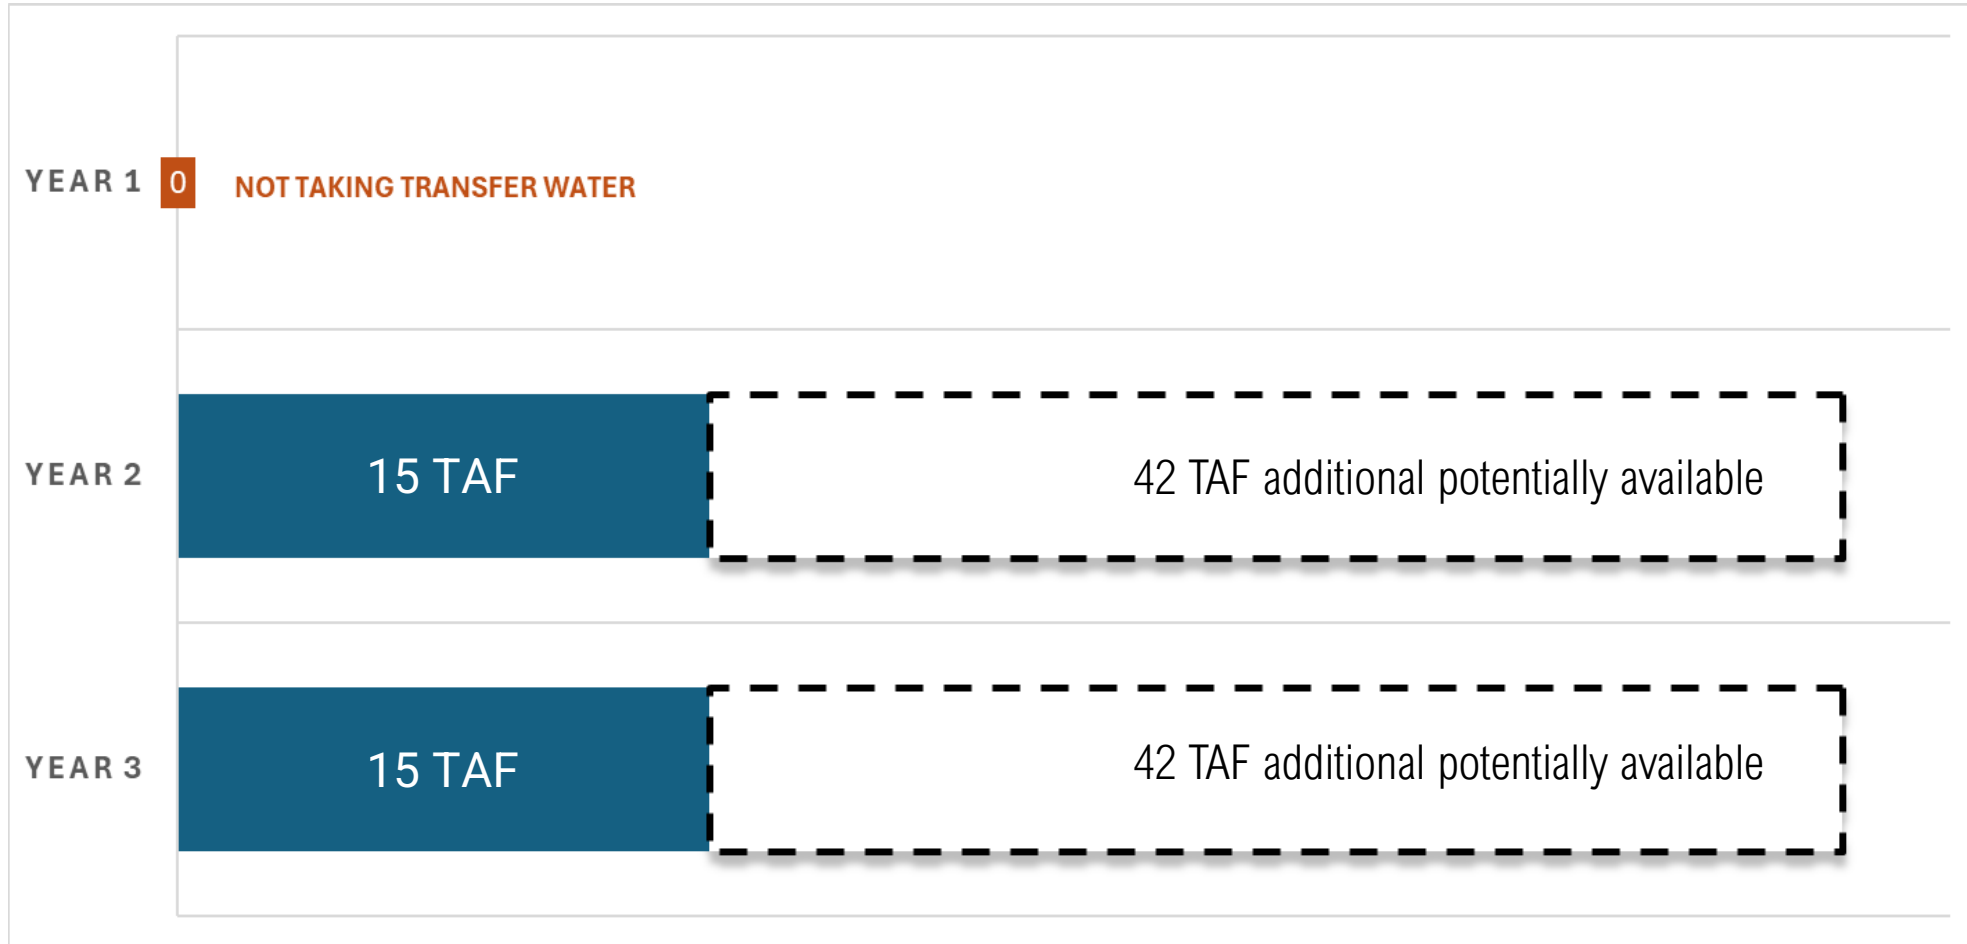 YEAR 1
0
NOT TAKING TRANSFER WATER
YEAR 2
15 TAF
42 TAF additional potentially available
YEAR 3
15 TAF
42 TAF additional potentially available